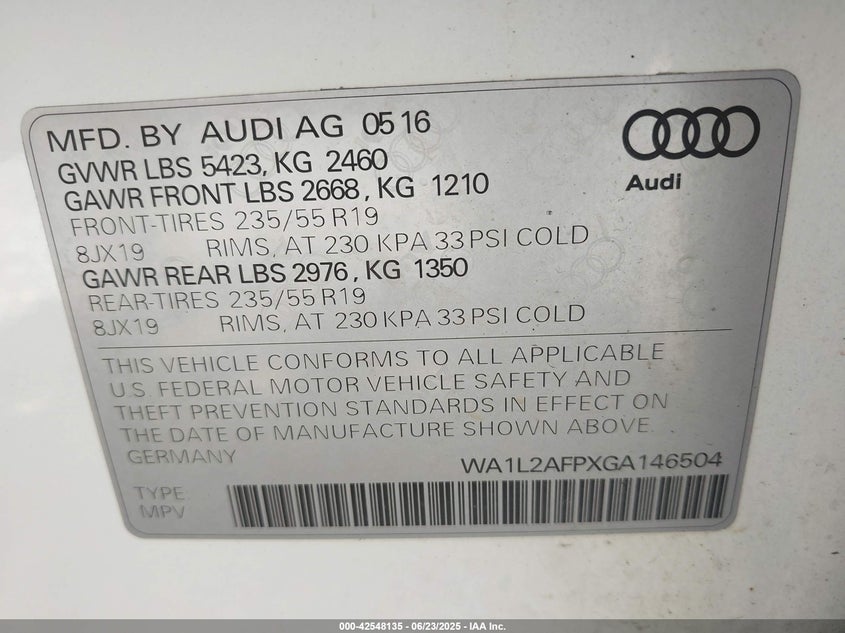 MFD. BY AUDI AG 05 16
GVWR LBS 5423, KG 2460
GAWR FRONT LBS 2668, KG 1210
FRONT-TIRES 235/55 R19
8JX19 RIMS, AT 230 KPA 33 PSI COLD
GAWR REAR LBS 2976, KG 1350
REAR-TIRES 235/55 R19
8JX19 RIMS, AT 230 KPA 33 PSI COLD
Audi
THIS VEHICLE CONFORMS TO ALL APPLICABLE
U.S. FEDERAL MOTOR VEHICLE SAFETY AND
THEFT PREVENTION STANDARDS IN EFFECT ON
THE DATE OF MANUFACTURE SHOWN ABOVE.
GERMANY WA1L2AFPXGA146504
TYPE
MPV
000-42548135 - 06/23/2025 - IAA Inc.